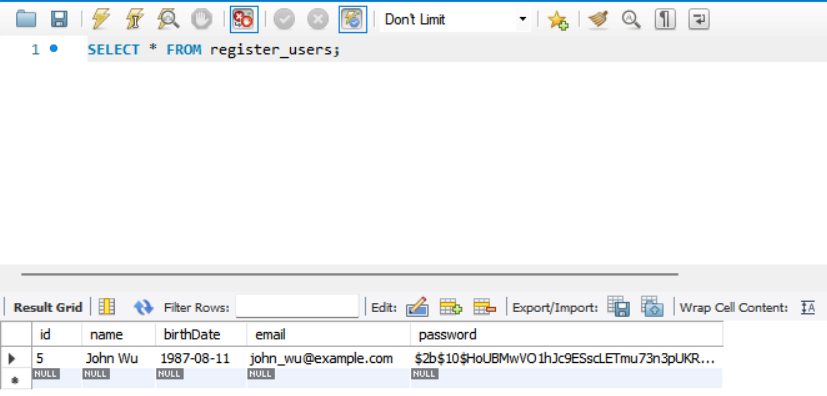 Don't Limit
1 SELECT * FROM register_users;
Result Grid Filter Rows: Edit: Export/Import: Wrap Cell Content:
id name birthDate email password
5 John Wu 1987-08-11 john_wu@example.com $2b$10$HoUBMwVO1hJc9ESscLETmu73n3pUKR...
NULL NULL NULL NULL NULL